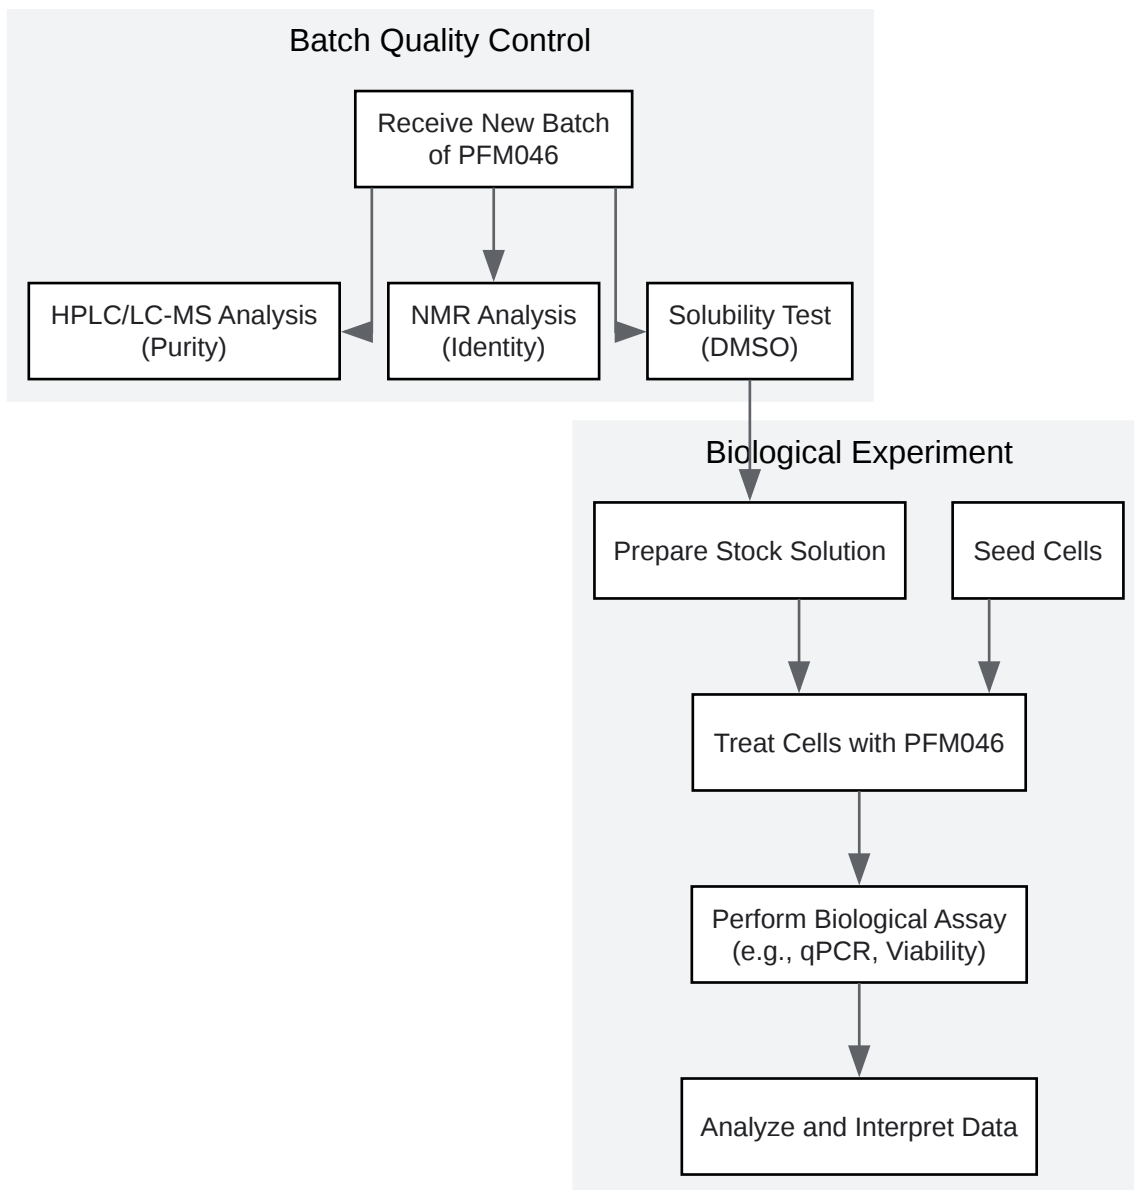 Batch Quality Control
Receive New Batch
of PFM046
HPLC/LC-MS Analysis
(Purity)
NMR Analysis
(Identity)
Solubility Test
(DMSO)
Biological Experiment
Prepare Stock Solution
Seed Cells
Treat Cells with PFM046
Perform Biological Assay
(e.g., qPCR, Viability)
Analyze and Interpret Data